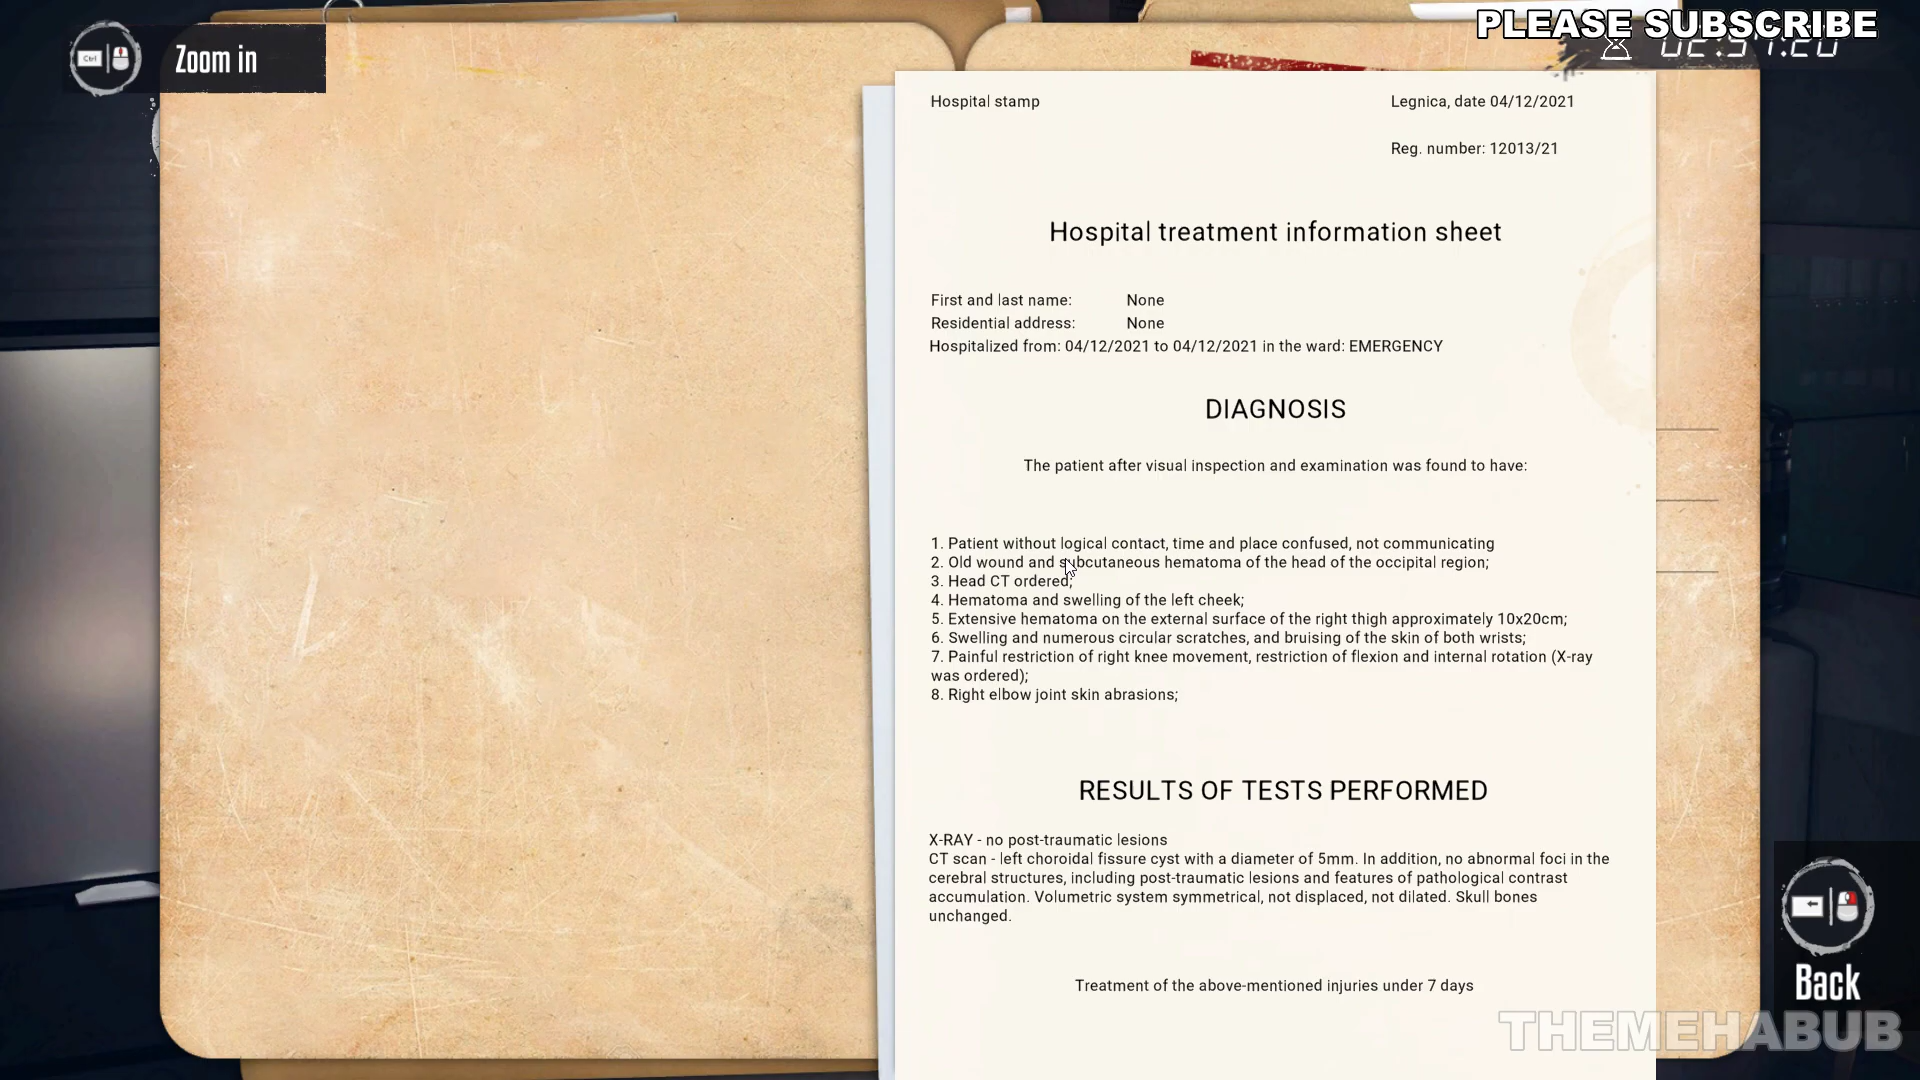 PLEASE SUBSCRIBE
Ctrl
Zoom in
Hospital stamp
Legnica, date 04/12/2021
Reg. number: 12013/21
Hospital treatment information sheet
First and last name: None
Residential address: None
Hospitalized from: 04/12/2021 to 04/12/2021 in the ward: EMERGENCY
DIAGNOSIS
The patient after visual inspection and examination was found to have:
1. Patient without logical contact, time and place confused, not communicating
2. Old wound and subcutaneous hematoma of the head of the occipital region;
3. Head CT ordered;
4. Hematoma and swelling of the left cheek;
5. Extensive hematoma on the external surface of the right thigh approximately 10x20cm;
6. Swelling and numerous circular scratches, and bruising of the skin of both wrists;
7. Painful restriction of right knee movement, restriction of flexion and internal rotation (X-ray
was ordered);
8. Right elbow joint skin abrasions;
RESULTS OF TESTS PERFORMED
X-RAY - no post-traumatic lesions
CT scan - left choroidal fissure cyst with a diameter of 5mm. In addition, no abnormal foci in the
cerebral structures, including post-traumatic lesions and features of pathological contrast
accumulation. Volumetric system symmetrical, not displaced, not dilated. Skull bones
unchanged.
Treatment of the above-mentioned injuries under 7 days
Back
THEMEHABUB